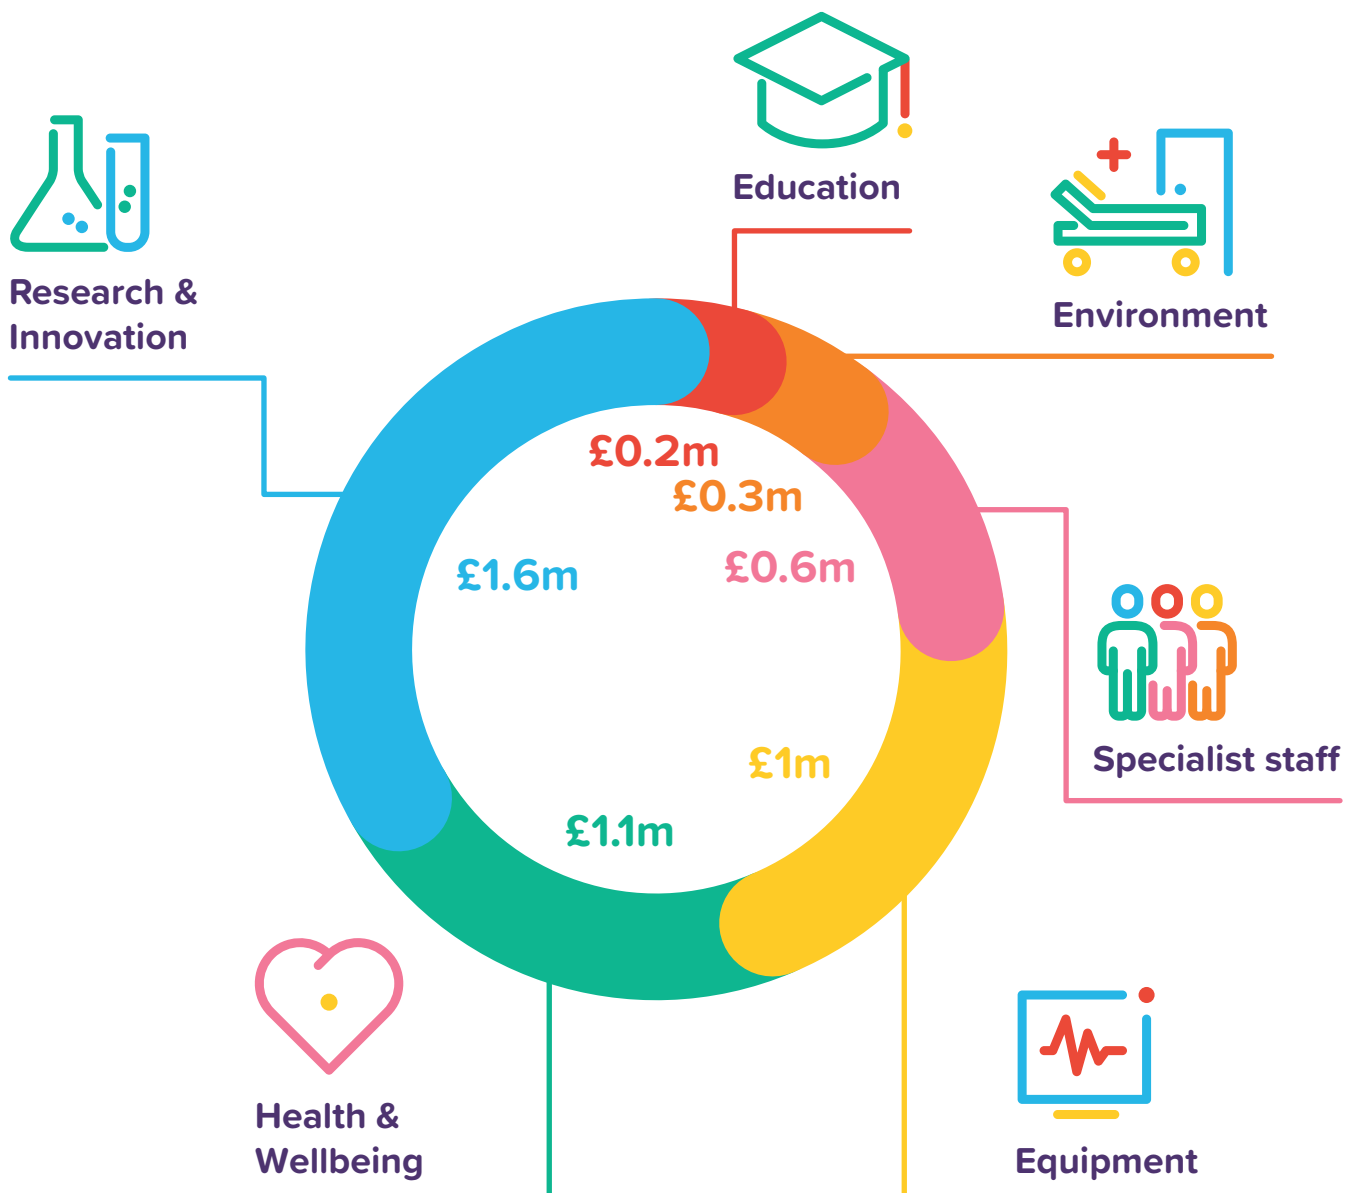 Education
Research &
Innovation
Environment
£0.2m
£0.3m
£0.6m
£1.6m
Specialist staff
£1m
£1.1m
Health &
Wellbeing
Equipment